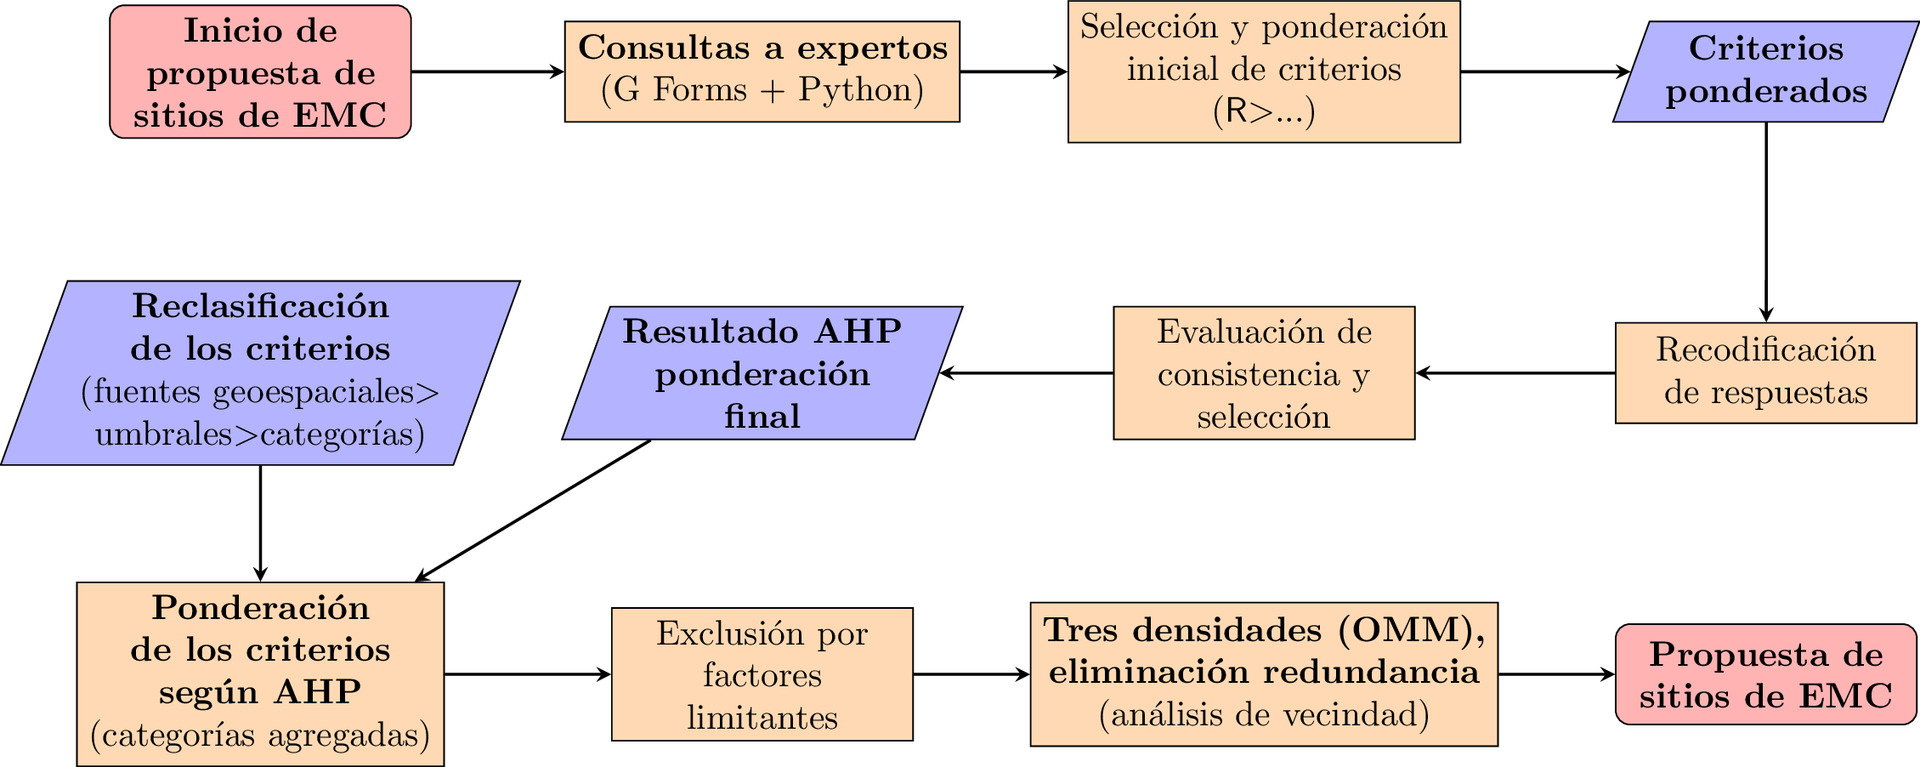 Inicio de
propuesta de
sitios de EMC
Consultas a expertos
(G Forms + Python)
Selección y ponderación
inicial de criterios
(R>...)
Criterios
ponderados
Reclasificación
de los criterios
(fuentes geoespaciales>
umbrales>categorías)
Resultado AHP
ponderación
final
Evaluación de
consistencia y
selección
Recodificación
de respuestas
Ponderación
de los criterios
según AHP
(categorías agregadas)
Exclusión por
factores
limitantes
Tres densidades (OMM),
eliminación redundancia
(análisis de vecindad)
Propuesta de
sitios de EMC